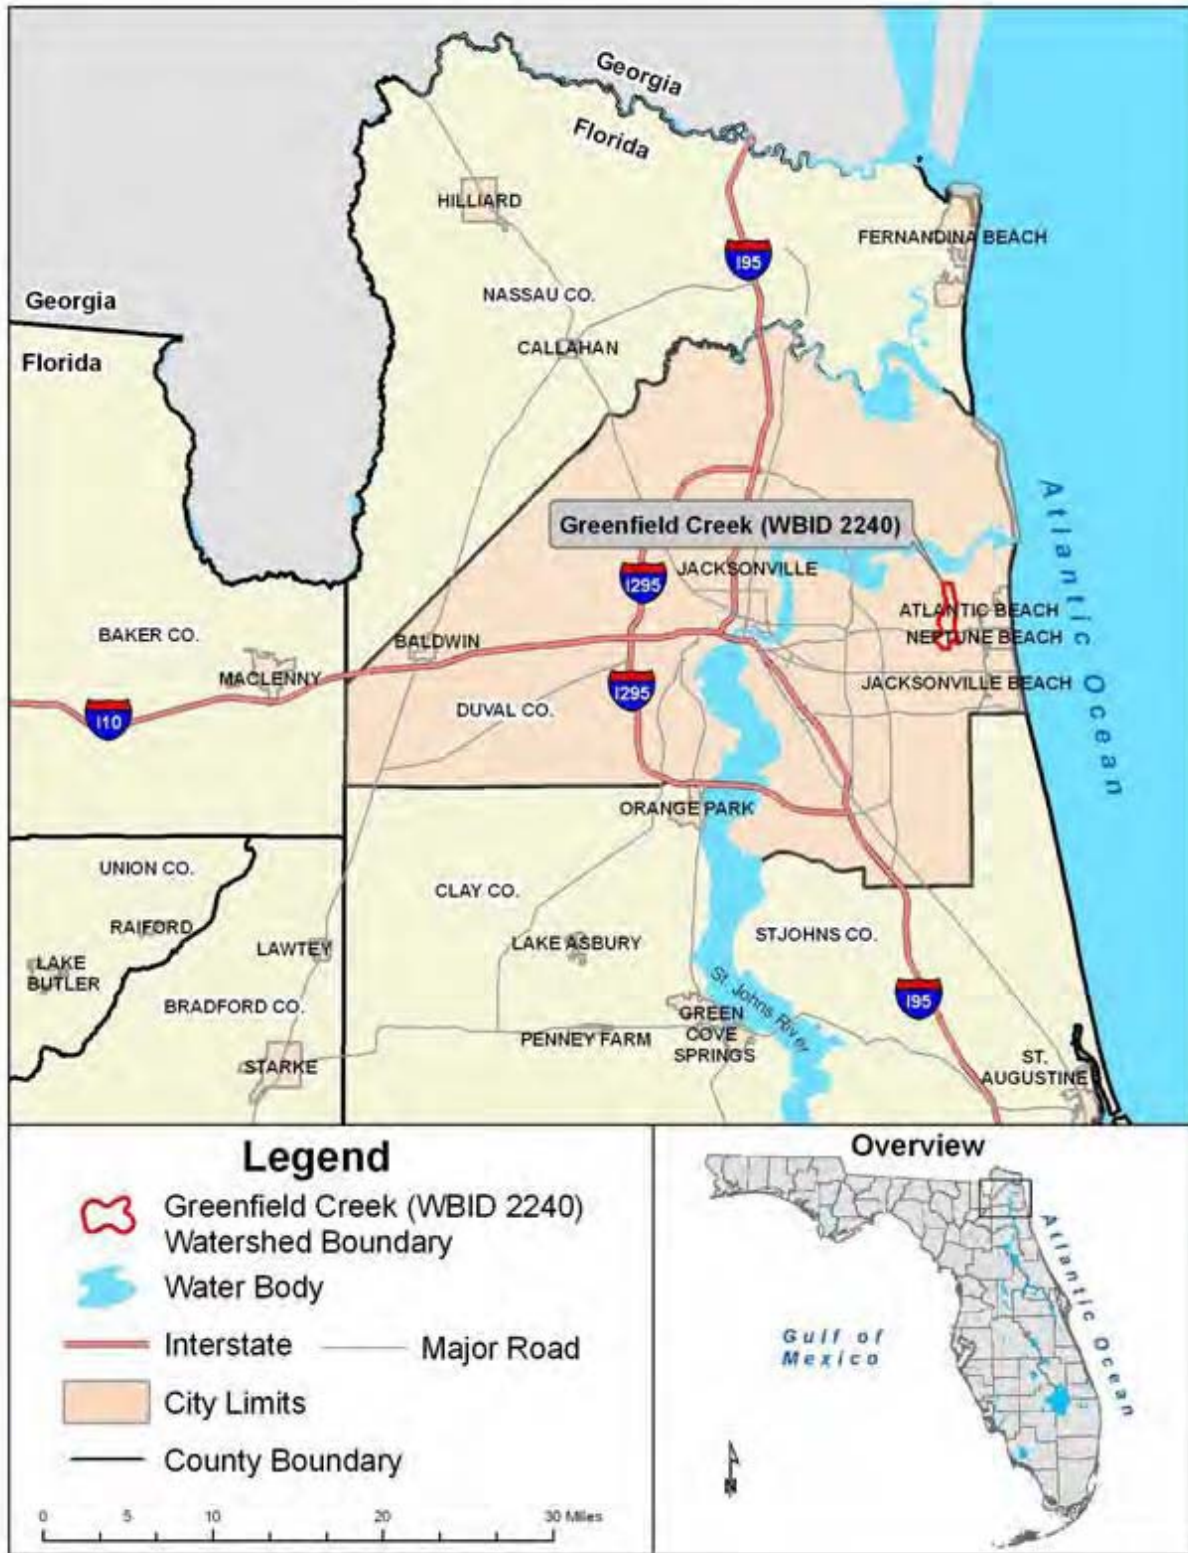 Georgia
Florida
HILLIARD
FERNANDINA BEACH
I95
NASSAU CO.
Georgia
CALLAHAN
Florida
Atlantic Ocean
Greenfield Creek (WBID 2240)
JACKSONVILLE
I295
ATLANTIC BEACH
BAKER CO.
BALDWIN
NEPTUNE BEACH
MACLENNY
JACKSONVILLE BEACH
I295
DUVAL CO.
I10
ORANGE PARK
UNION CO.
CLAY CO.
RAIFORD
STJOHNS CO.
LAWTEY
LAKE ASBURY
LAKE
BUTLER
St. Johns River
I95
BRADFORD CO.
GREEN
COVE
SPRINGS
PENNEY FARM
STARKE
ST.
AUGUSTINE
Legend
Greenfield Creek (WBID 2240)
Watershed Boundary
Water Body
Interstate
Major Road
City Limits
County Boundary
0 5 10 20 30 Miles
Overview
Atlantic Ocean
Gulf of
Mexico
N